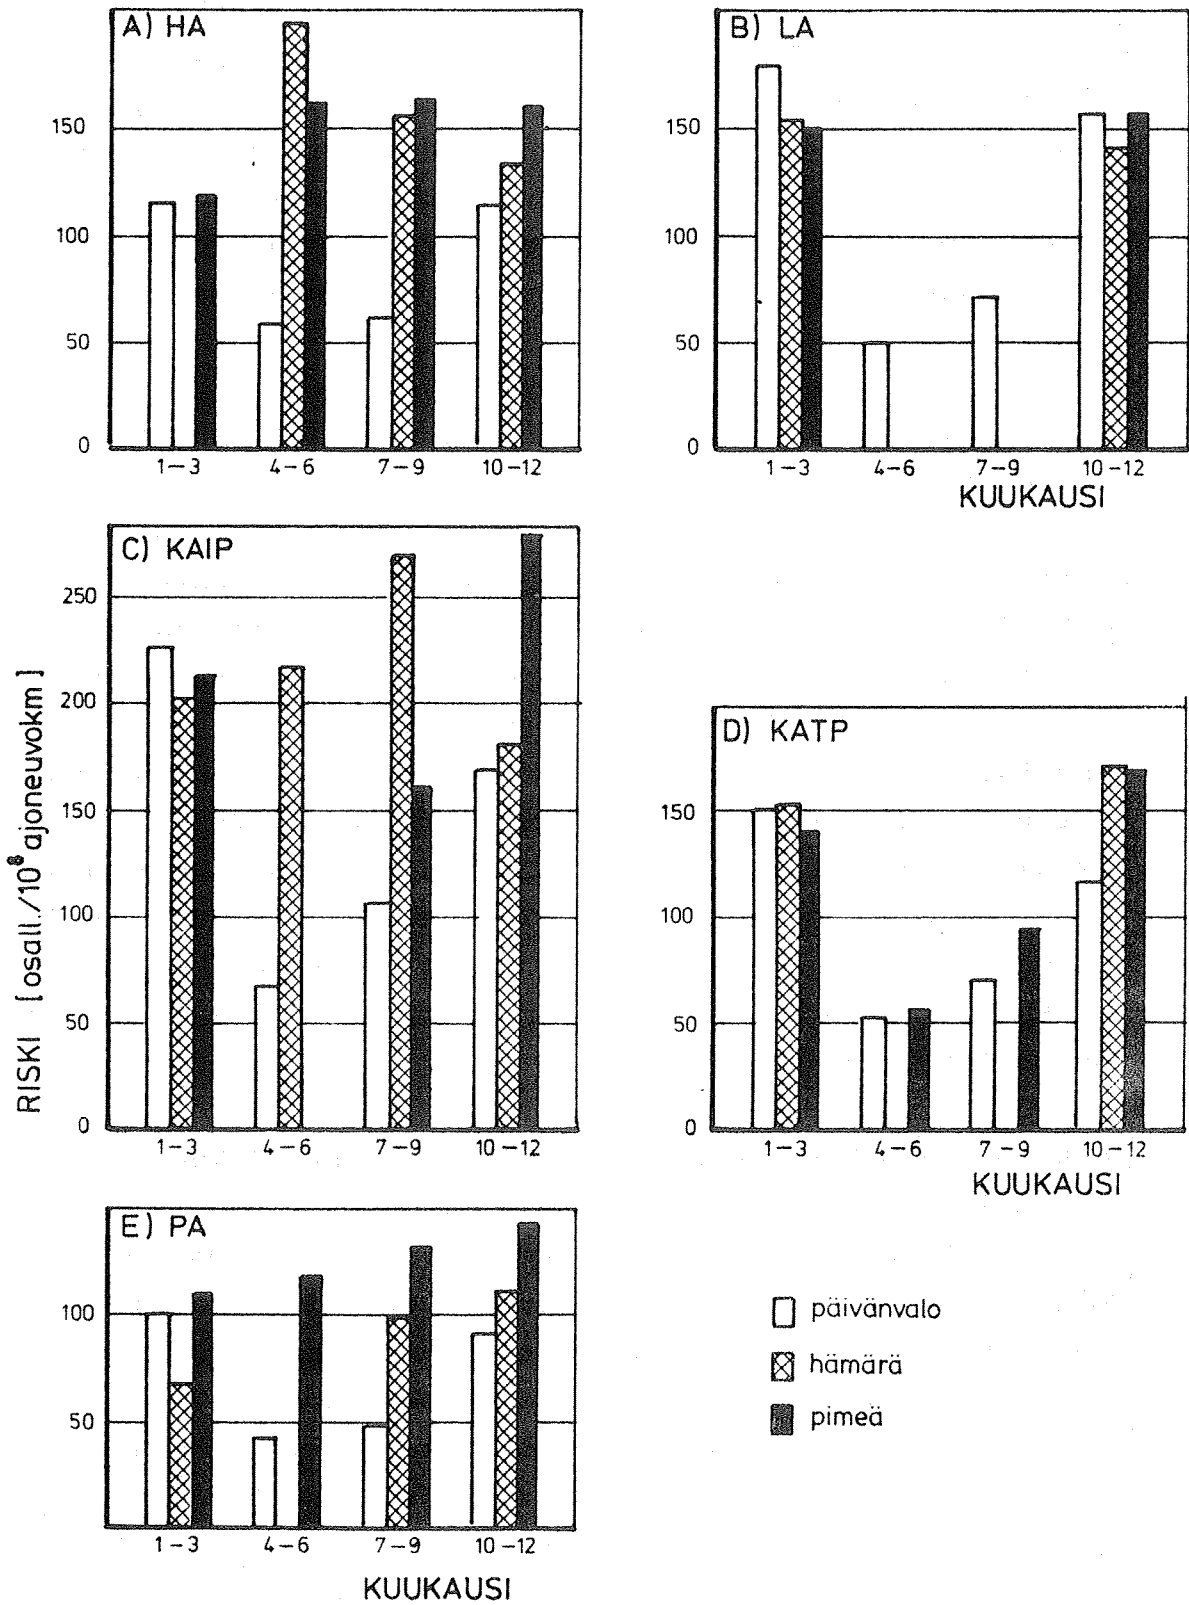 A) HA
150
100
50
0
1–3 4–6 7–9 10–12
B) LA
150
100
50
0
1–3 4–6 7–9 10–12
KUUKAUSI
RISKI [osall./10⁸ ajoneuvokm]
C) KAIP
250
200
150
100
50
0
1–3 4–6 7–9 10–12
D) KATP
150
100
50
0
1–3 4–6 7–9 10–12
KUUKAUSI
E) PA
100
50
1–3 4–6 7–9 10–12
KUUKAUSI
päivänvalo
hämärä
pimeä